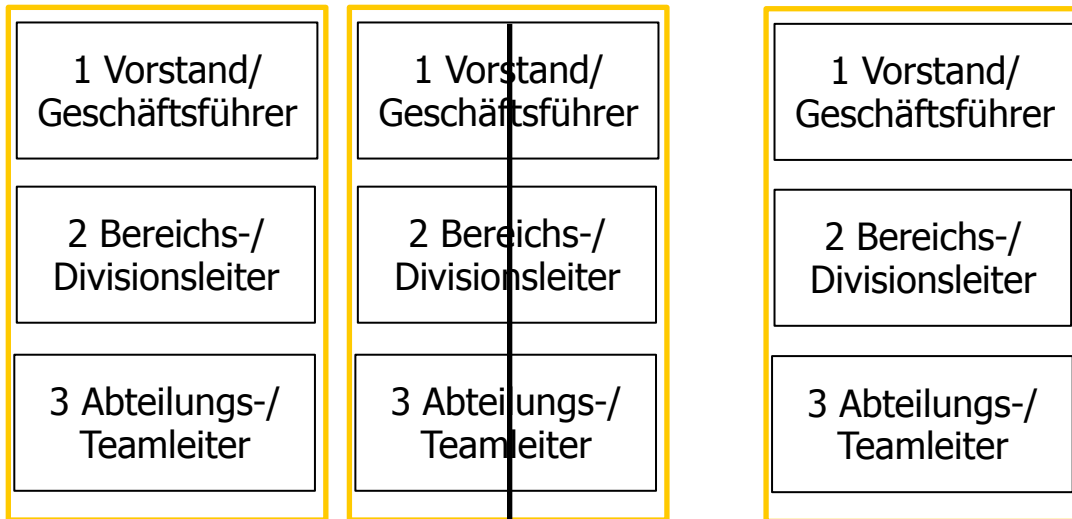 1 Vorstand/
Geschäftsführer
2 Bereichs-/
Divisionsleiter
3 Abteilungs-/
Teamleiter
1 Vorstand/
Geschäftsführer
2 Bereichs-/
Divisionsleiter
3 Abteilungs-/
Teamleiter
1 Vorstand/
Geschäftsführer
2 Bereichs-/
Divisionsleiter
3 Abteilungs-/
Teamleiter